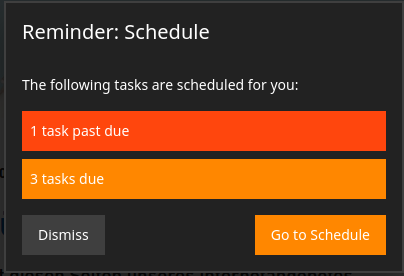 Reminder: Schedule
The following tasks are scheduled for you:
1 task past due
3 tasks due
Dismiss
Go to Schedule